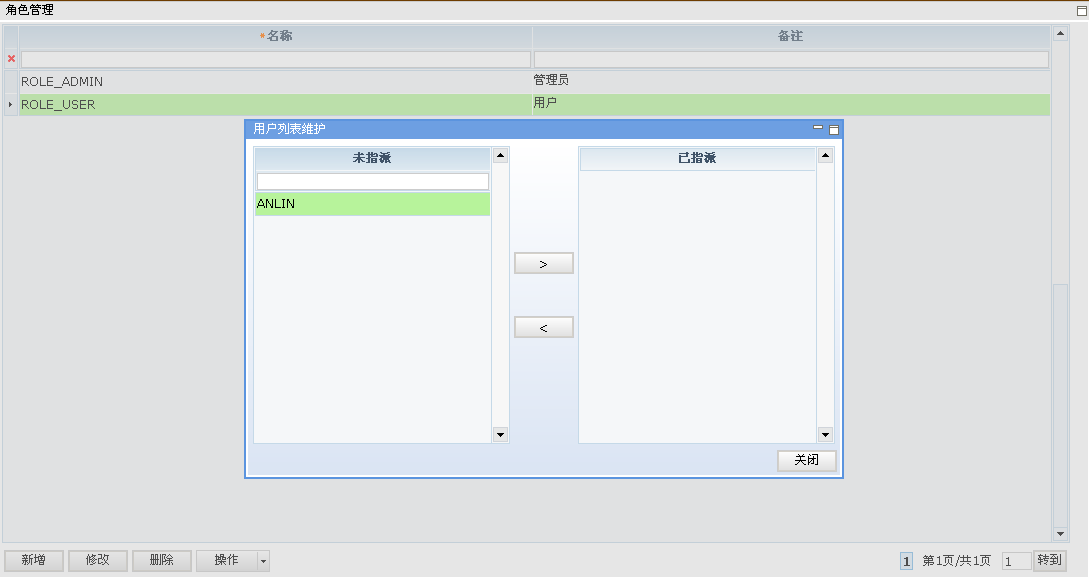 角色管理
*名称 备注
ROLE_ADMIN 管理员
ROLE_USER 用户
用户列表维护
未指派 已指派
ANLIN
>
<
关闭
新增 修改 删除 操作 1 第1页/共1页 1 转到